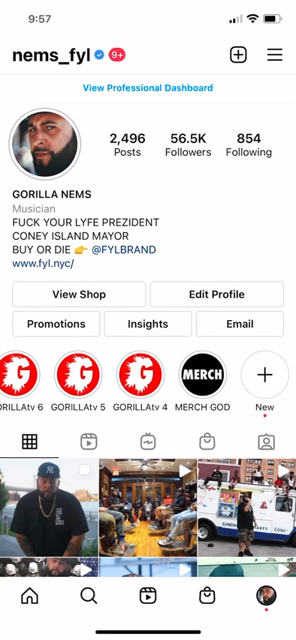 9:57
nems_fyl 9+
View Professional Dashboard
2,496 56.5K 854
Posts Followers Following
GORILLA NEMS
Musician
FUCK YOUR LYFE PREZIDENT
CONEY ISLAND MAYOR
BUY OR DIE 👉 @FYLBRAND
www.fyl.nyc/
View Shop Edit Profile
Promotions Insights Email
G G G MERCH
ORILLAtv 6 GORILLAtv 5 GORILLAtv 4 MERCH GOD New